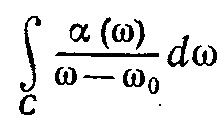 ∫_C α(ω) / (ω − ω₀) dω